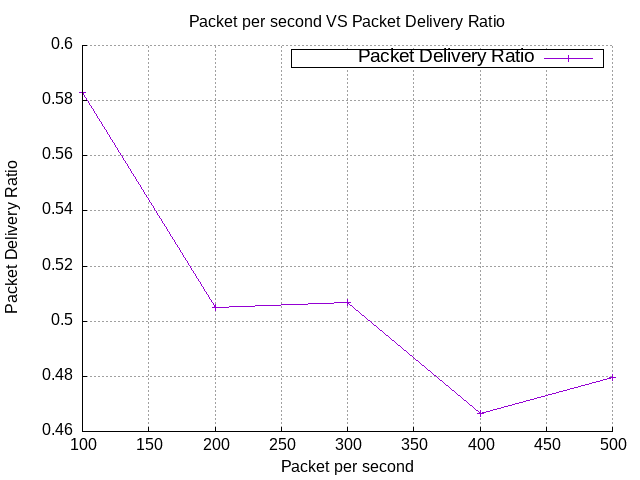 Packet per second VS Packet Delivery Ratio
Packet Delivery Ratio
0.6
0.58
0.56
0.54
0.52
0.5
0.48
0.46
Packet Delivery Ratio
100 150 200 250 300 350 400 450 500
Packet per second